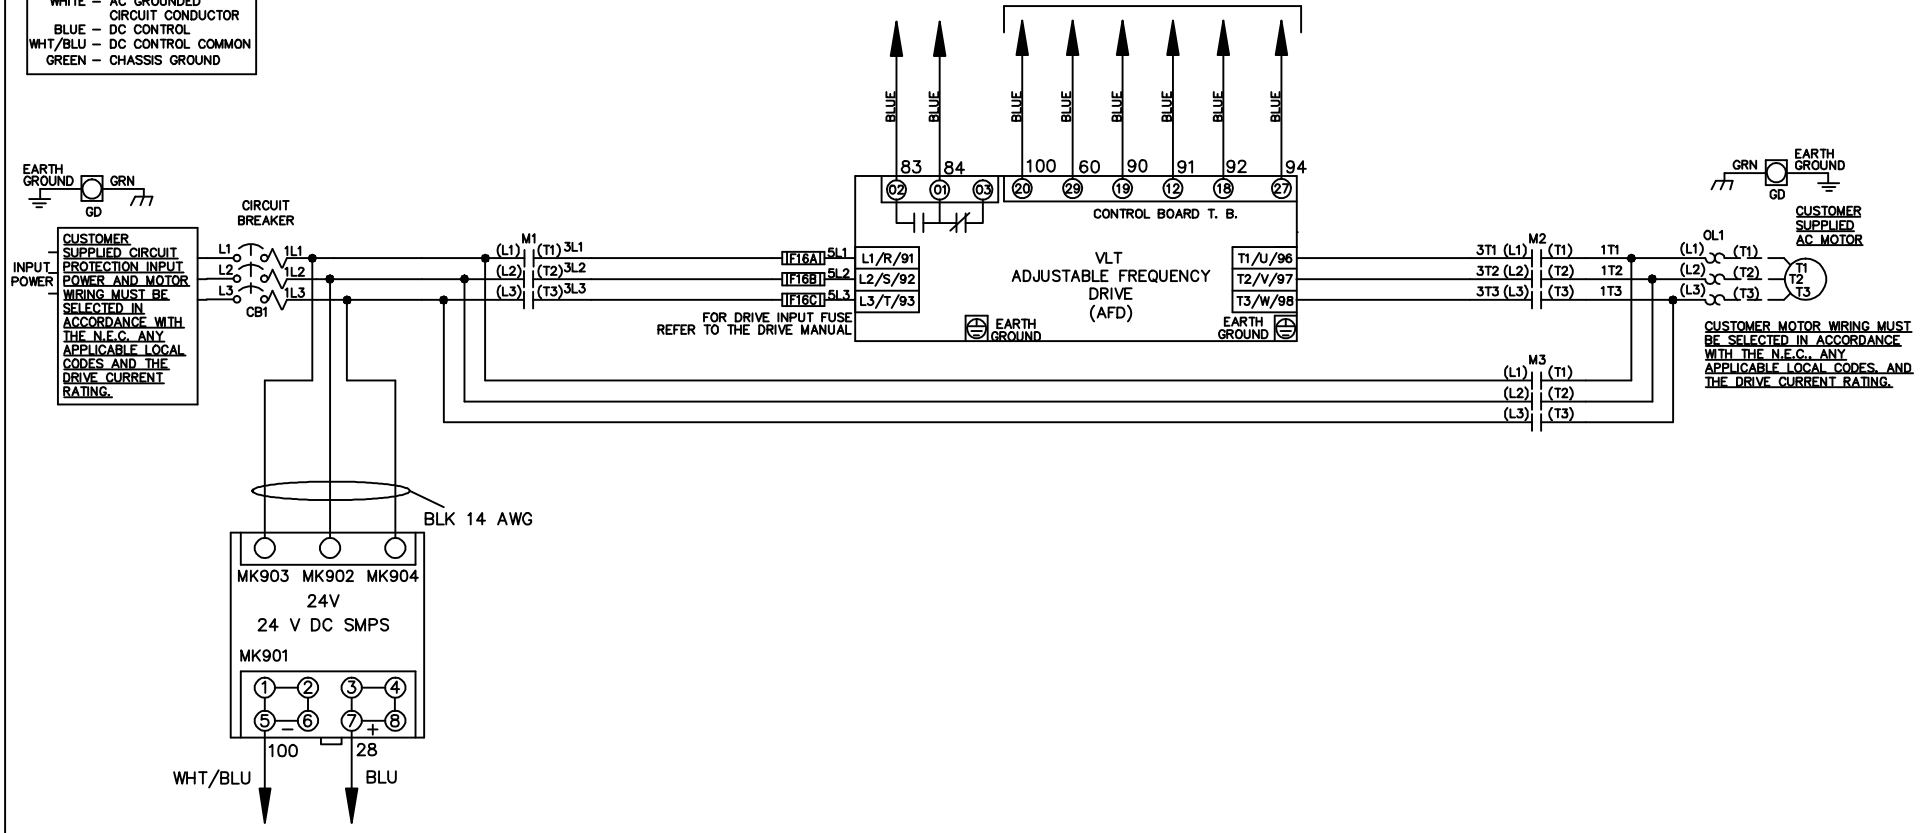 WHITE – AC GROUNDED
CIRCUIT CONDUCTOR
BLUE – DC CONTROL
WHT/BLU – DC CONTROL COMMON
GREEN – CHASSIS GROUND
BLUE
BLUE
BLUE
BLUE
BLUE
BLUE
BLUE
BLUE
83
84
100
60
90
91
92
94
02
01
03
20
29
19
12
18
27
CONTROL BOARD T. B.
EARTH
GROUND
GRN
GD
CIRCUIT
BREAKER
INPUT
POWER
CUSTOMER
SUPPLIED CIRCUIT
PROTECTION INPUT
POWER AND MOTOR
WIRING MUST BE
SELECTED IN
ACCORDANCE WITH
THE N.E.C. ANY
APPLICABLE LOCAL
CODES AND THE
DRIVE CURRENT
RATING.
L1
1L1
L2
1L2
L3
1L3
CB1
M1
(L1) (T1) 3L1
(L2) (T2) 3L2
(L3) (T3) 3L3
F16A 5L1
F16B 5L2
F16C 5L3
FOR DRIVE INPUT FUSE
REFER TO THE DRIVE MANUAL
L1/R/91
L2/S/92
L3/T/93
VLT
ADJUSTABLE FREQUENCY
DRIVE
(AFD)
T1/U/96
T2/V/97
T3/W/98
EARTH
GROUND
EARTH
GROUND
M2
3T1 (L1) (T1) 1T1
3T2 (L2) (T2) 1T2
3T3 (L3) (T3) 1T3
OL1
(L1) (T1)
(L2) (T2)
(L3) (T3)
T1
T2
T3
GRN
EARTH
GROUND
GD
CUSTOMER
SUPPLIED
AC MOTOR
CUSTOMER MOTOR WIRING MUST
BE SELECTED IN ACCORDANCE
WITH THE N.E.C., ANY
APPLICABLE LOCAL CODES, AND
THE DRIVE CURRENT RATING.
M3
(L1) (T1)
(L2) (T2)
(L3) (T3)
BLK 14 AWG
MK903 MK902 MK904
24V
24 V DC SMPS
MK901
1 2 3 4
5 6 7 8
– +
100
28
WHT/BLU
BLU